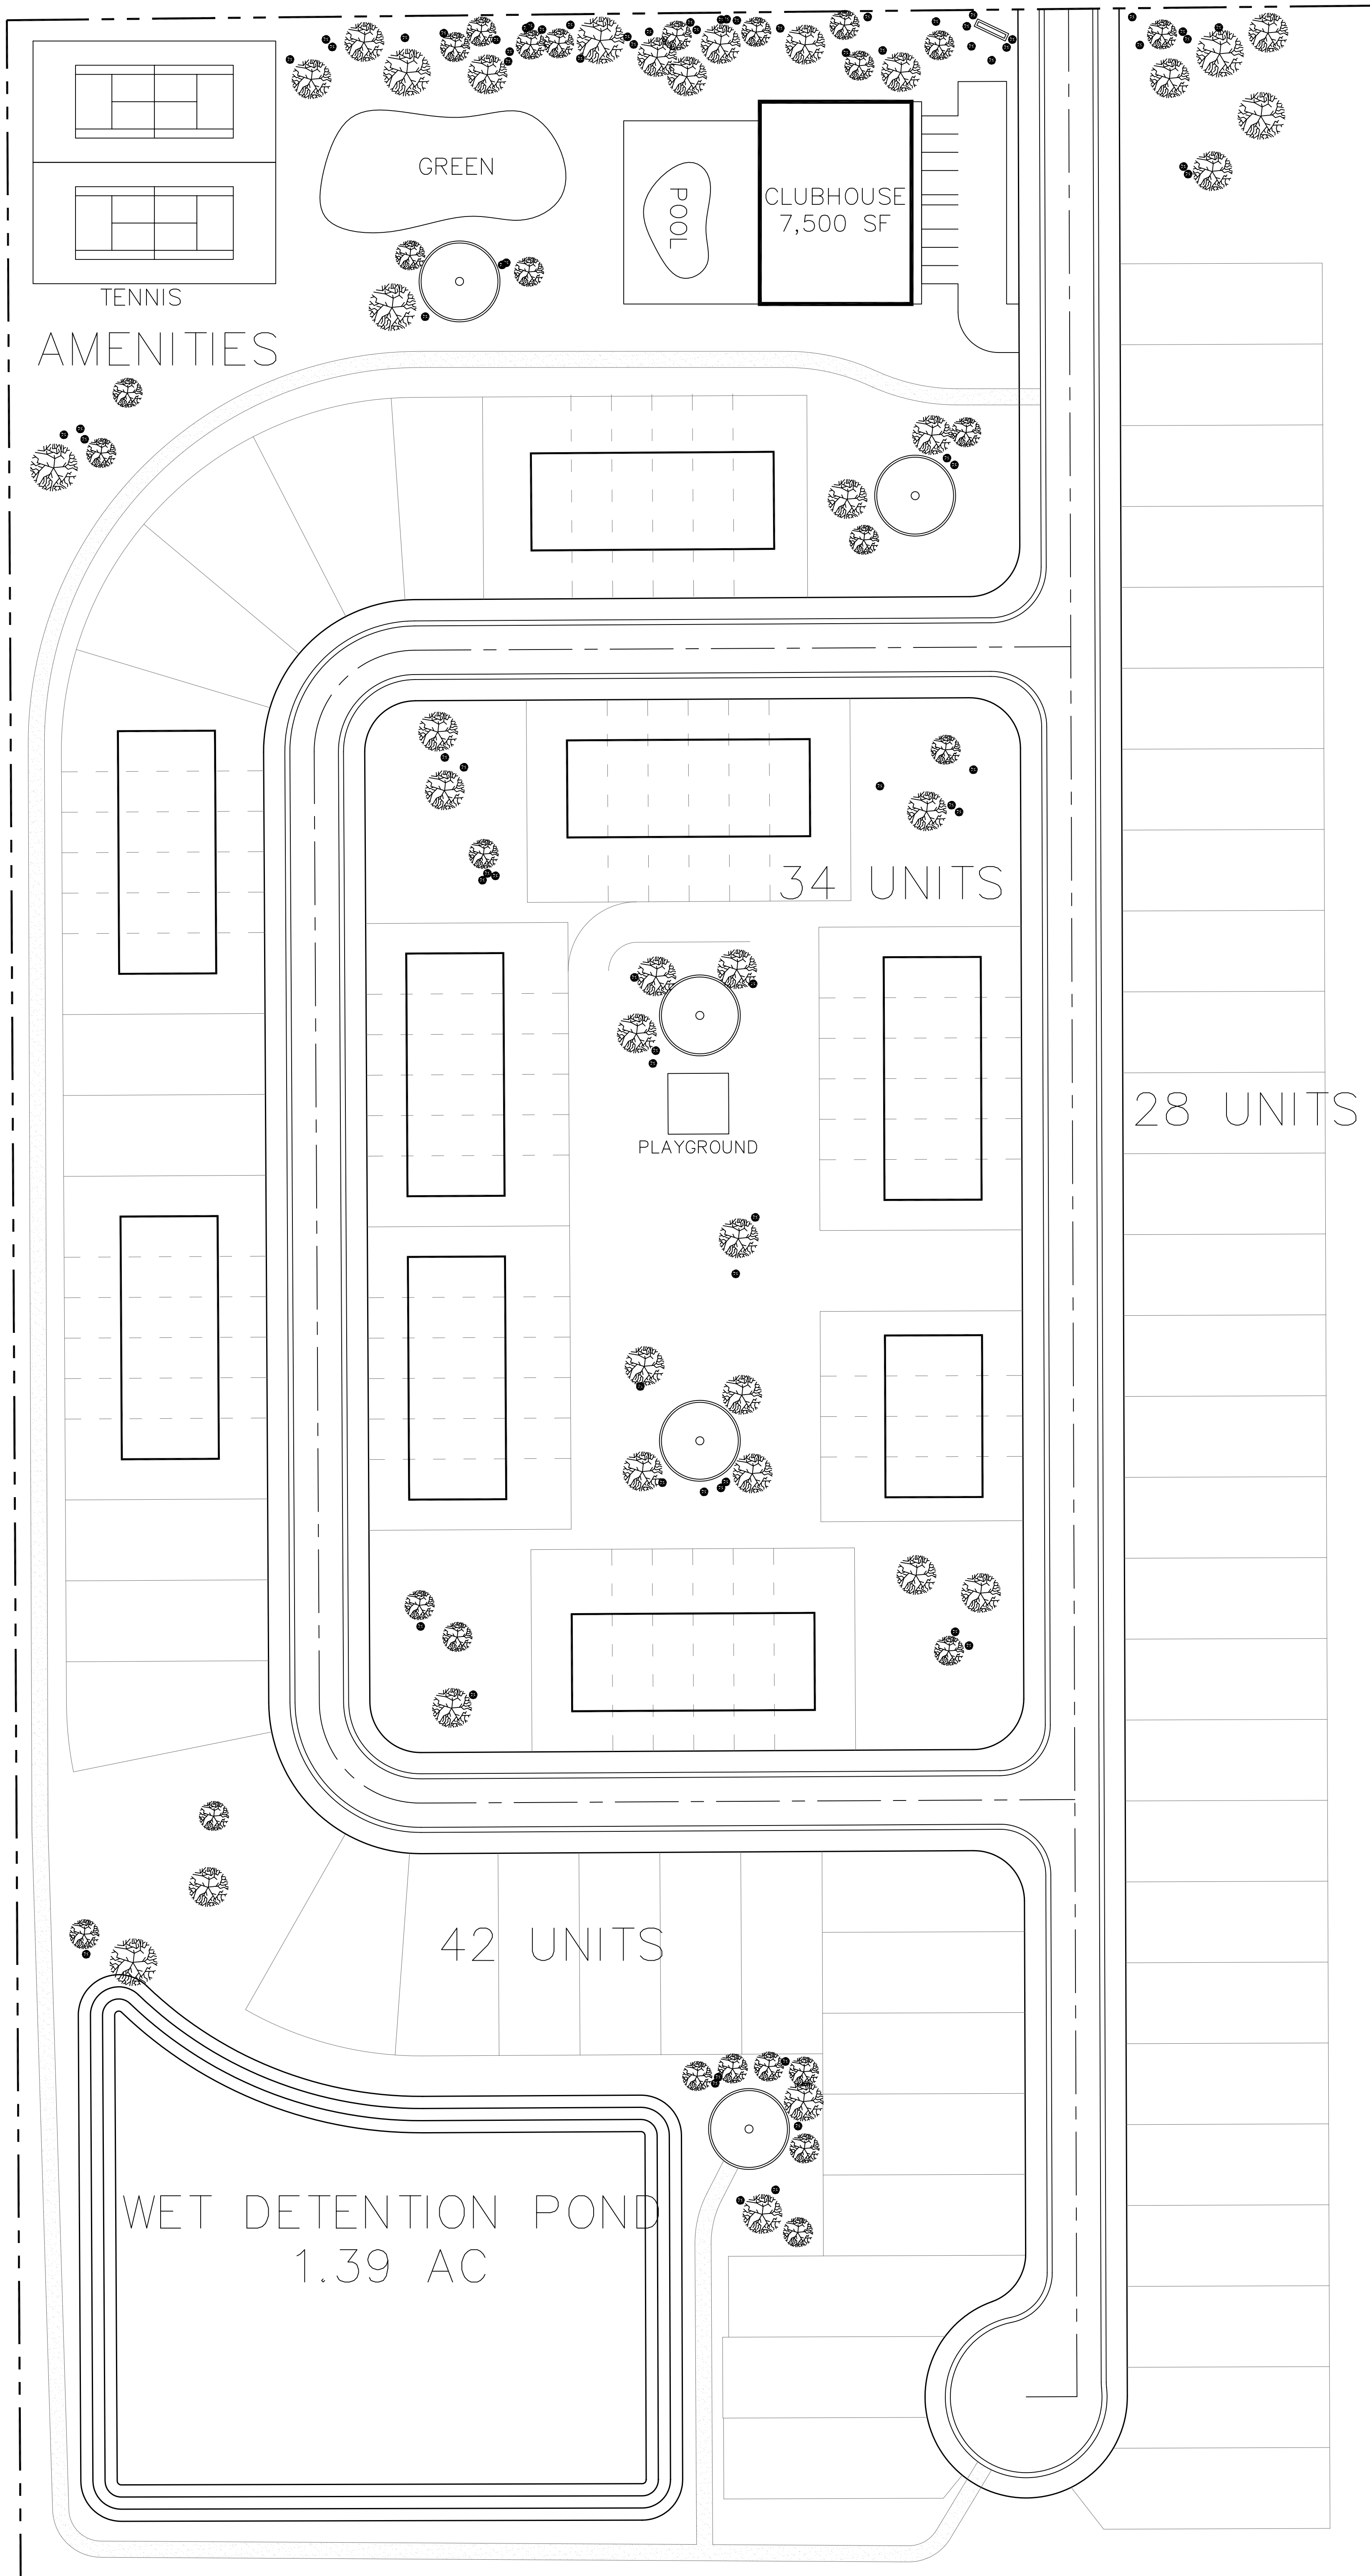 GREEN
POOL
CLUBHOUSE
7,500 SF
TENNIS
AMENITIES
34 UNITS
28 UNITS
PLAYGROUND
42 UNITS
WET DETENTION POND
1.39 AC